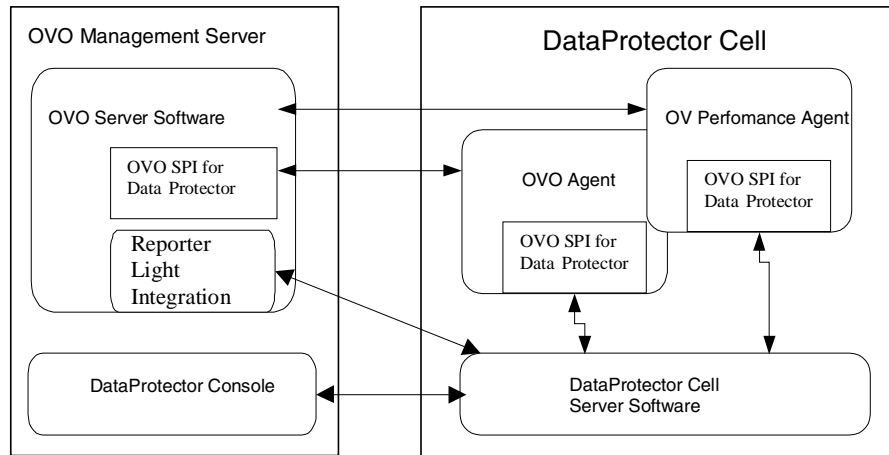 OVO Management Server
OVO Server Software
OVO SPI for
Data Protector
Reporter
Light
Integration
DataProtector Console
DataProtector Cell
OV Perfomance Agent
OVO SPI for
Data Protector
OVO Agent
OVO SPI for
Data Protector
DataProtector Cell
Server Software